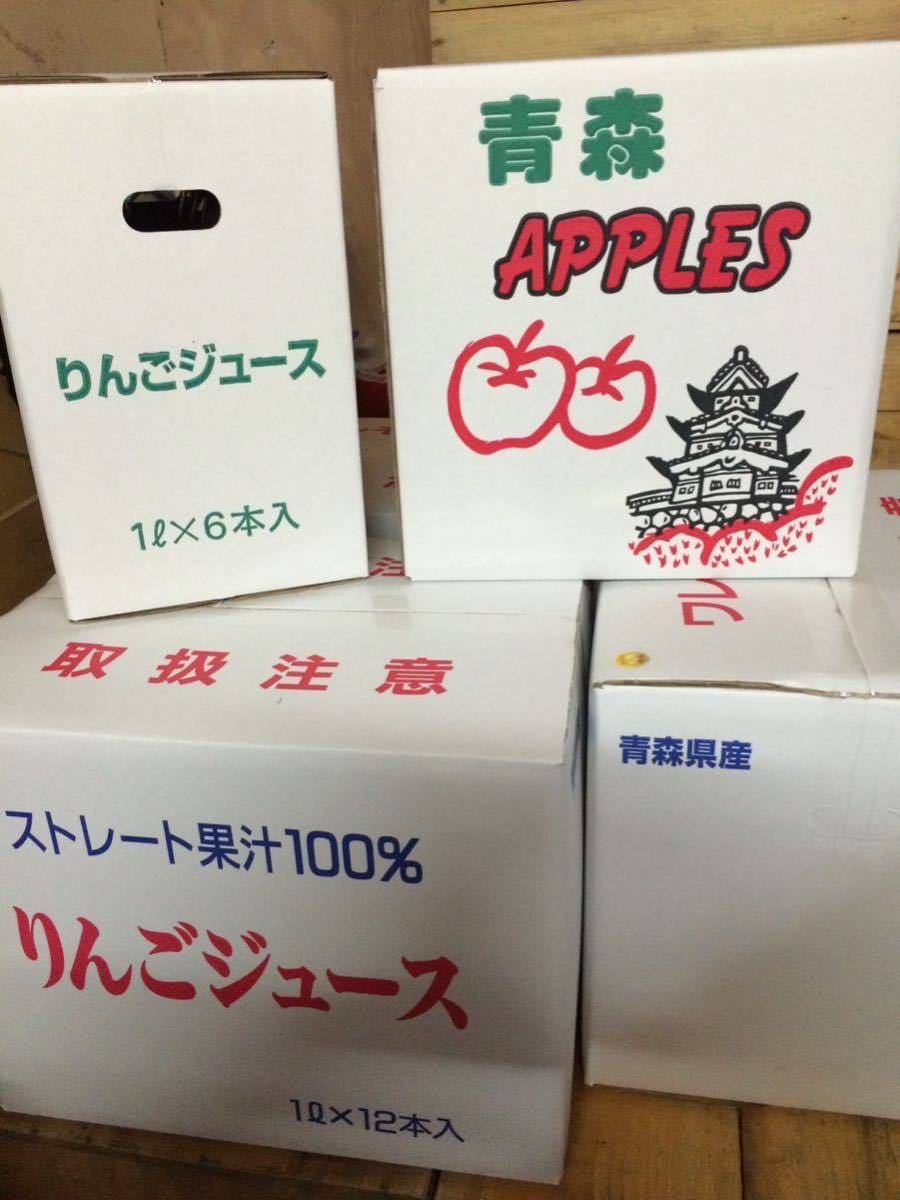 りんごジュース
1ℓ×6本入
青森
APPLES
取扱注意
ストレート果汁100%
りんごジュース
1ℓ×12本入
青森県産